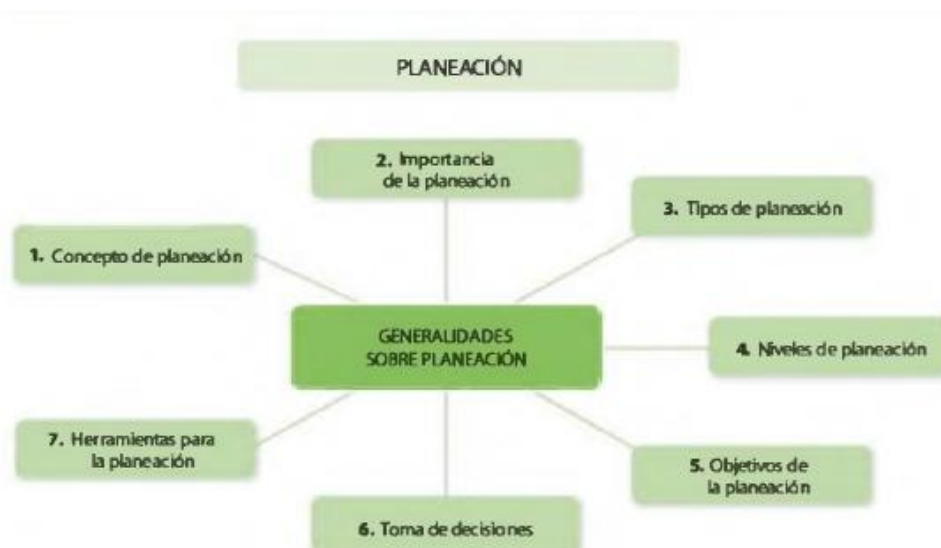 PLANEACIÓN
2. Importancia
de la planeación
3. Tipos de planeación
1. Concepto de planeación
GENERALIDADES
SOBRE PLANEACIÓN
4. Niveles de planeación
7. Herramientas para
la planeación
5. Objetivos de
la planeación
6. Toma de decisiones